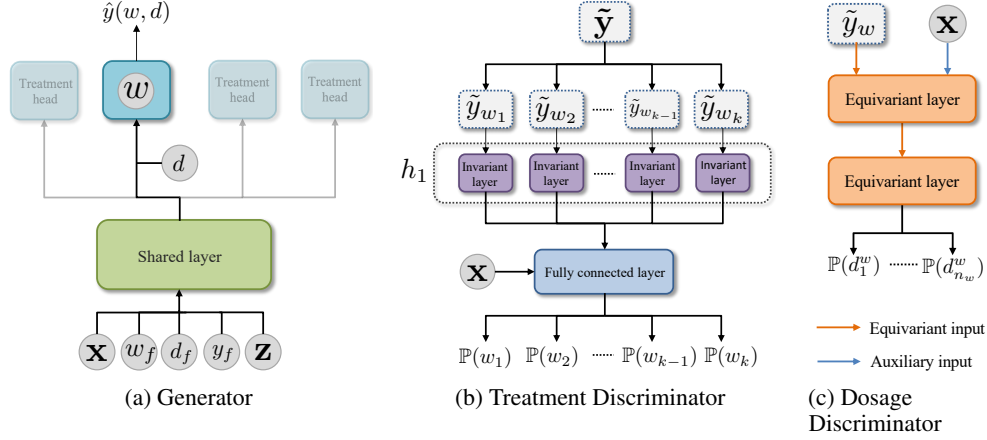 ŷ(w, d)
Treatment head
w
Treatment head
Treatment head
d
Shared layer
x w_f d_f y_f z
(a) Generator
ỹ
ỹ_{w_1} ỹ_{w_2} ...... ỹ_{w_{k−1}} ỹ_{w_k}
h_1
Invariant layer
Invariant layer
......
Invariant layer
Invariant layer
x
Fully connected layer
ℙ(w_1) ℙ(w_2) ..... ℙ(w_{k−1}) ℙ(w_k)
(b) Treatment Discriminator
ỹ_w x
Equivariant layer
Equivariant layer
ℙ(d_1^w) ........ ℙ(d_{n_w}^w)
Equivariant input
Auxiliary input
(c) Dosage
Discriminator